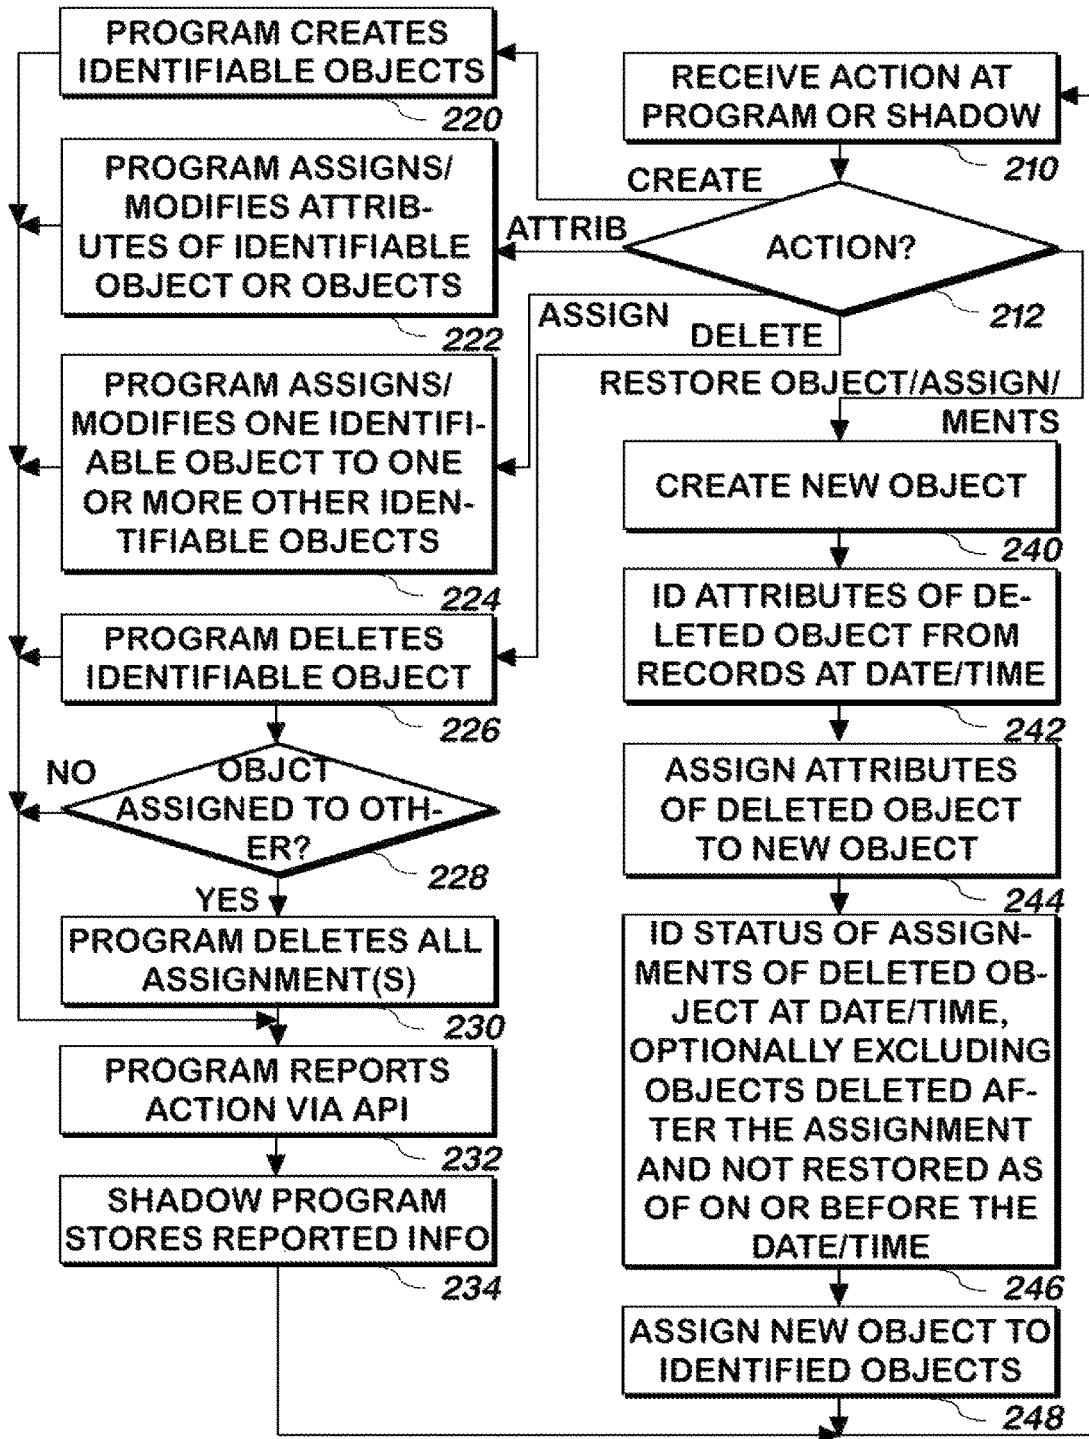 PROGRAM CREATES
IDENTIFIABLE OBJECTS
220
RECEIVE ACTION AT
PROGRAM OR SHADOW
210
CREATE
ATTRIB
ACTION?
212
ASSIGN
DELETE
RESTORE OBJECT/ASSIGN/
MENTS
PROGRAM ASSIGNS/
MODIFIES ATTRIB-
UTES OF IDENTIFIABLE
OBJECT OR OBJECTS
222
PROGRAM ASSIGNS/
MODIFIES ONE IDENTIFI-
ABLE OBJECT TO ONE
OR MORE OTHER IDEN-
TIFIABLE OBJECTS
224
PROGRAM DELETES
IDENTIFIABLE OBJECT
226
NO
OBJCT
ASSIGNED TO OTH-
ER?
228
YES
PROGRAM DELETES ALL
ASSIGNMENT(S)
230
PROGRAM REPORTS
ACTION VIA API
232
SHADOW PROGRAM
STORES REPORTED INFO
234
CREATE NEW OBJECT
240
ID ATTRIBUTES OF DE-
LETED OBJECT FROM
RECORDS AT DATE/TIME
242
ASSIGN ATTRIBUTES
OF DELETED OBJECT
TO NEW OBJECT
244
ID STATUS OF ASSIGN-
MENTS OF DELETED OB-
JECT AT DATE/TIME,
OPTIONALLY EXCLUDING
OBJECTS DELETED AF-
TER THE ASSIGNMENT
AND NOT RESTORED AS
OF ON OR BEFORE THE
DATE/TIME
246
ASSIGN NEW OBJECT TO
IDENTIFIED OBJECTS
248